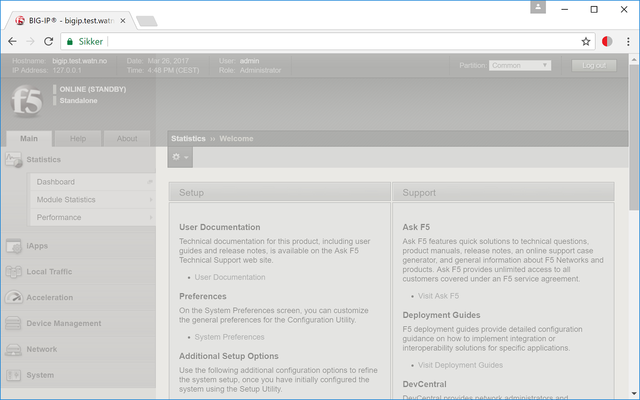 BIG-IP® - bigip.test.watn
Sikker
Hostname: bigip.test.watn.no Date: Mar 26, 2017 User: admin
IP Address: 127.0.0.1 Time: 4:48 PM (CEST) Role: Administrator
Partition: Common Log out
f5
ONLINE (STANDBY)
Standalone
Main Help About
Statistics » Welcome
Statistics
Dashboard
Module Statistics
Performance
iApps
Local Traffic
Acceleration
Device Management
Network
System
Setup
User Documentation
Technical documentation for this product, including user
guides and release notes, is available on the Ask F5
Technical Support web site.
• User Documentation
Preferences
On the System Preferences screen, you can customize
the general preferences for the Configuration Utility.
• System Preferences
Additional Setup Options
Use the following additional configuration options to refine
the system setup, once you have initially configured the
system using the Setup Utility.
Support
Ask F5
Ask F5 features quick solutions to technical questions,
product manuals, release notes, an online support case
generator, and general information about F5 Networks and
products. Ask F5 provides unlimited access to all
customers covered under an F5 service agreement.
• Visit Ask F5
Deployment Guides
F5 deployment guides provide detailed configuration
guidance on how to implement integration or
interoperability solutions for specific applications.
• Visit Deployment Guides
DevCentral
DevCentral provides network administrators and